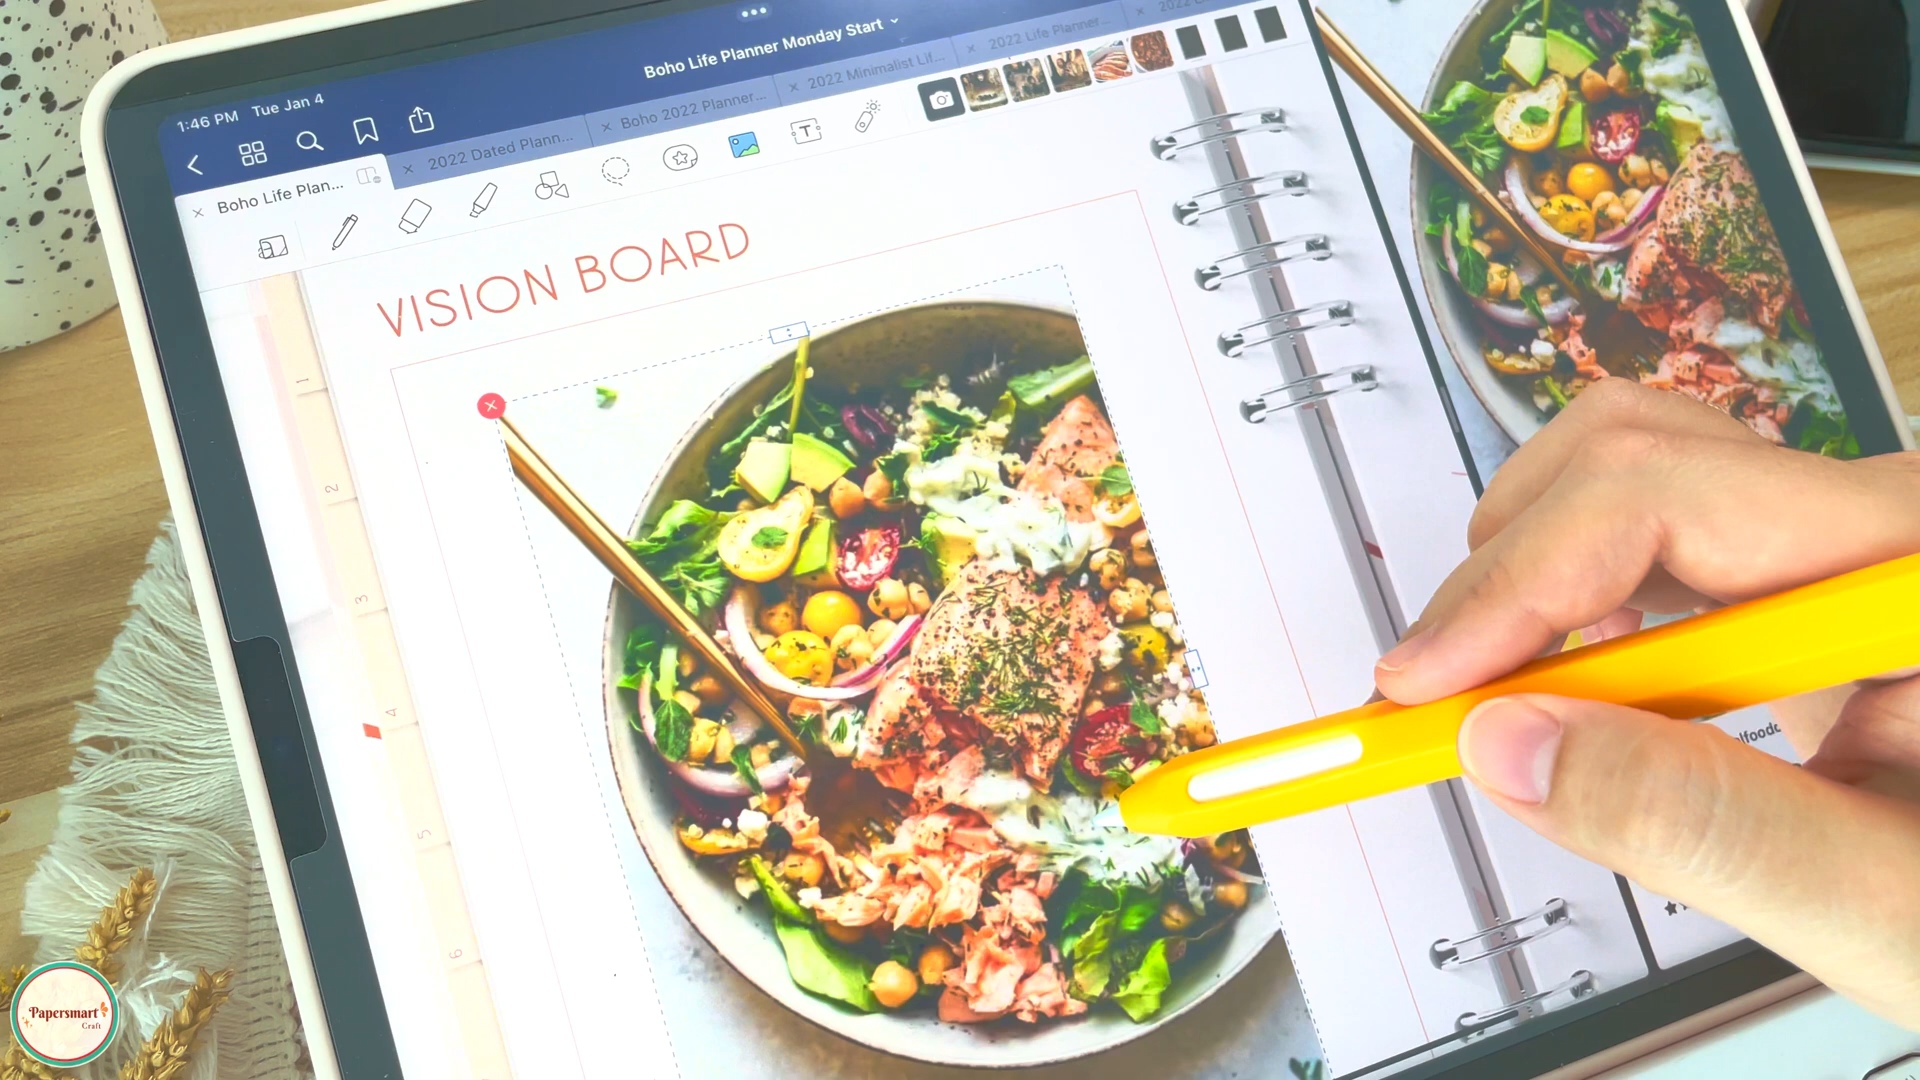 1:46 PM Tue Jan 4
Boho Life Planner Monday Start
Boho Life Plan...
2022 Dated Plann...
Boho 2022 Planner...
2022 Minimalist Lif...
2022 Life Planner...
T
VISION BOARD
1
2
3
4
5
6
Papersmart
Craft